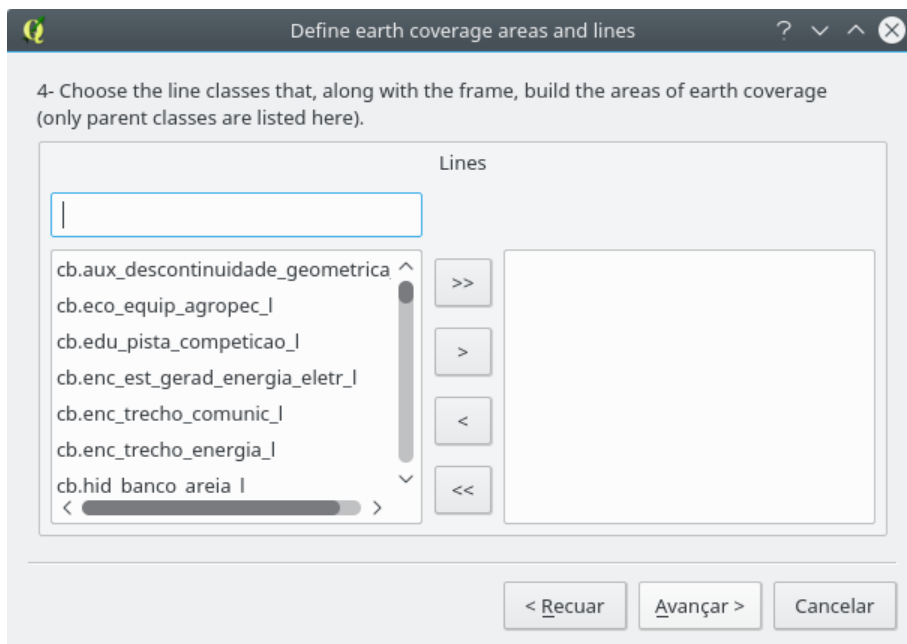 Define earth coverage areas and lines
4- Choose the line classes that, along with the frame, build the areas of earth coverage
(only parent classes are listed here).
Lines
cb.aux_descontinuidade_geometrica_
cb.eco_equip_agropec_l
cb.edu_pista_competicao_l
cb.enc_est_gerad_energia_eletr_l
cb.enc_trecho_comunic_l
cb.enc_trecho_energia_l
cb.hid_banco_areia_l
>>
>
<
<<
< Recuar
Avançar >
Cancelar